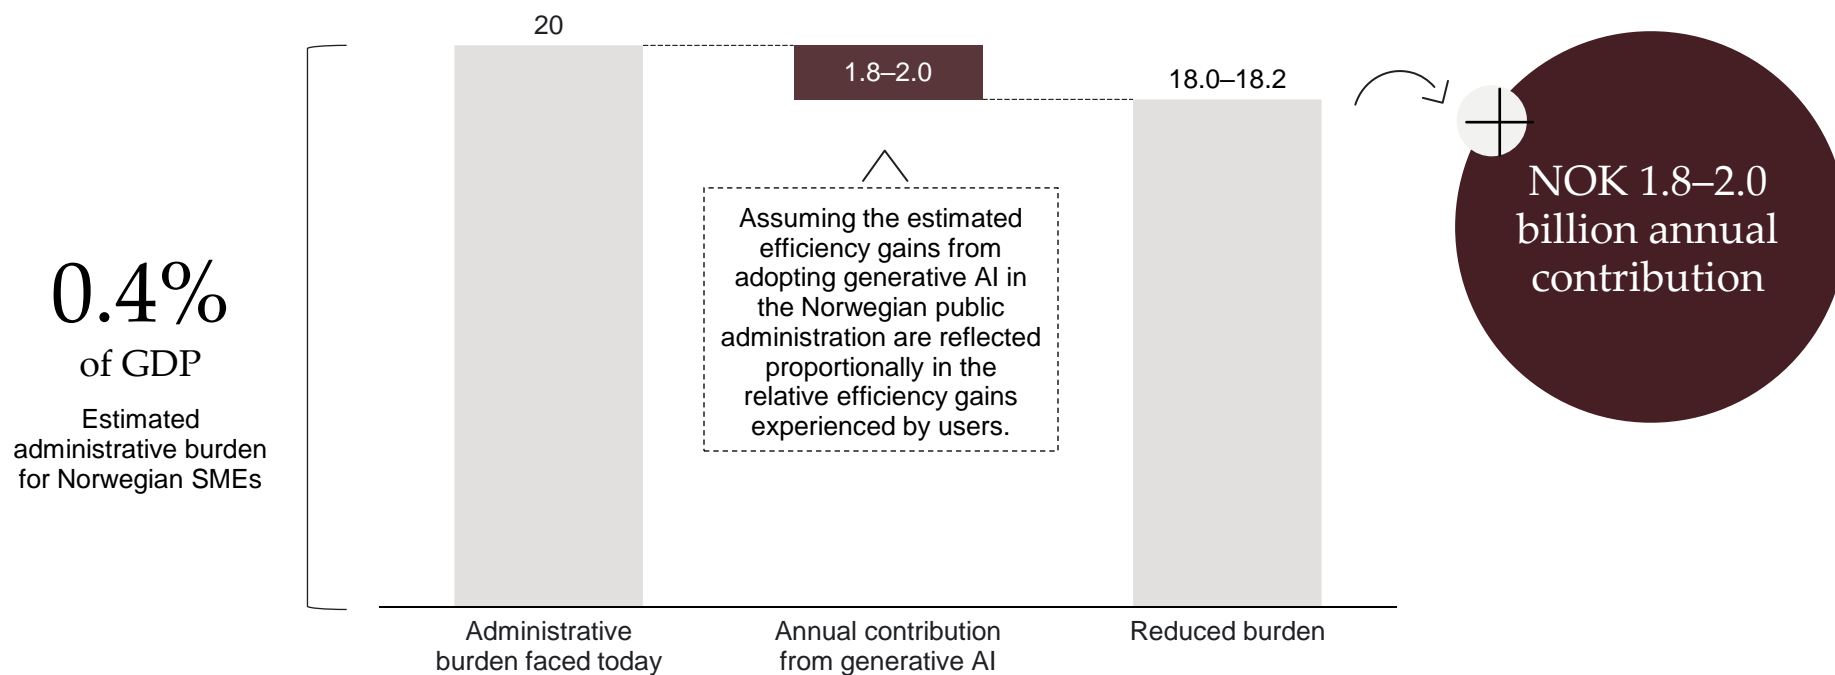 0.4%
of GDP
Estimated
administrative burden
for Norwegian SMEs
20
1.8–2.0
18.0–18.2
Assuming the estimated
efficiency gains from
adopting generative AI in
the Norwegian public
administration are reflected
proportionally in the
relative efficiency gains
experienced by users.
Administrative
burden faced today
Annual contribution
from generative AI
Reduced burden
NOK 1.8–2.0
billion annual
contribution